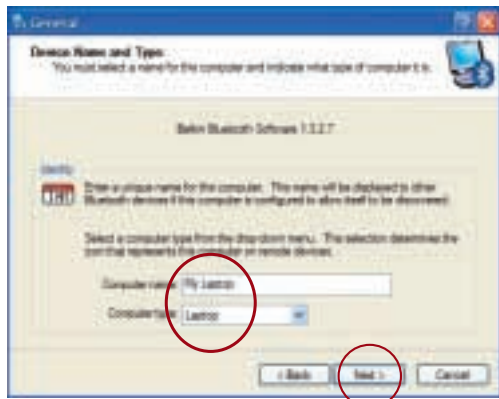 General
Device Name and Type
You must select a name for this computer and indicate what type of computer it is.
Belkin Bluetooth Software 1.3.2.7
Identity
Enter a unique name for this computer. This name will be displayed to other
Bluetooth devices if this computer is configured to allow itself to be discovered.
Select a computer type from the drop-down menu. This selection determines the
icon that represents this computer on remote devices.
Computer name: My Laptop
Computer type: Laptop
< Back Next > Cancel